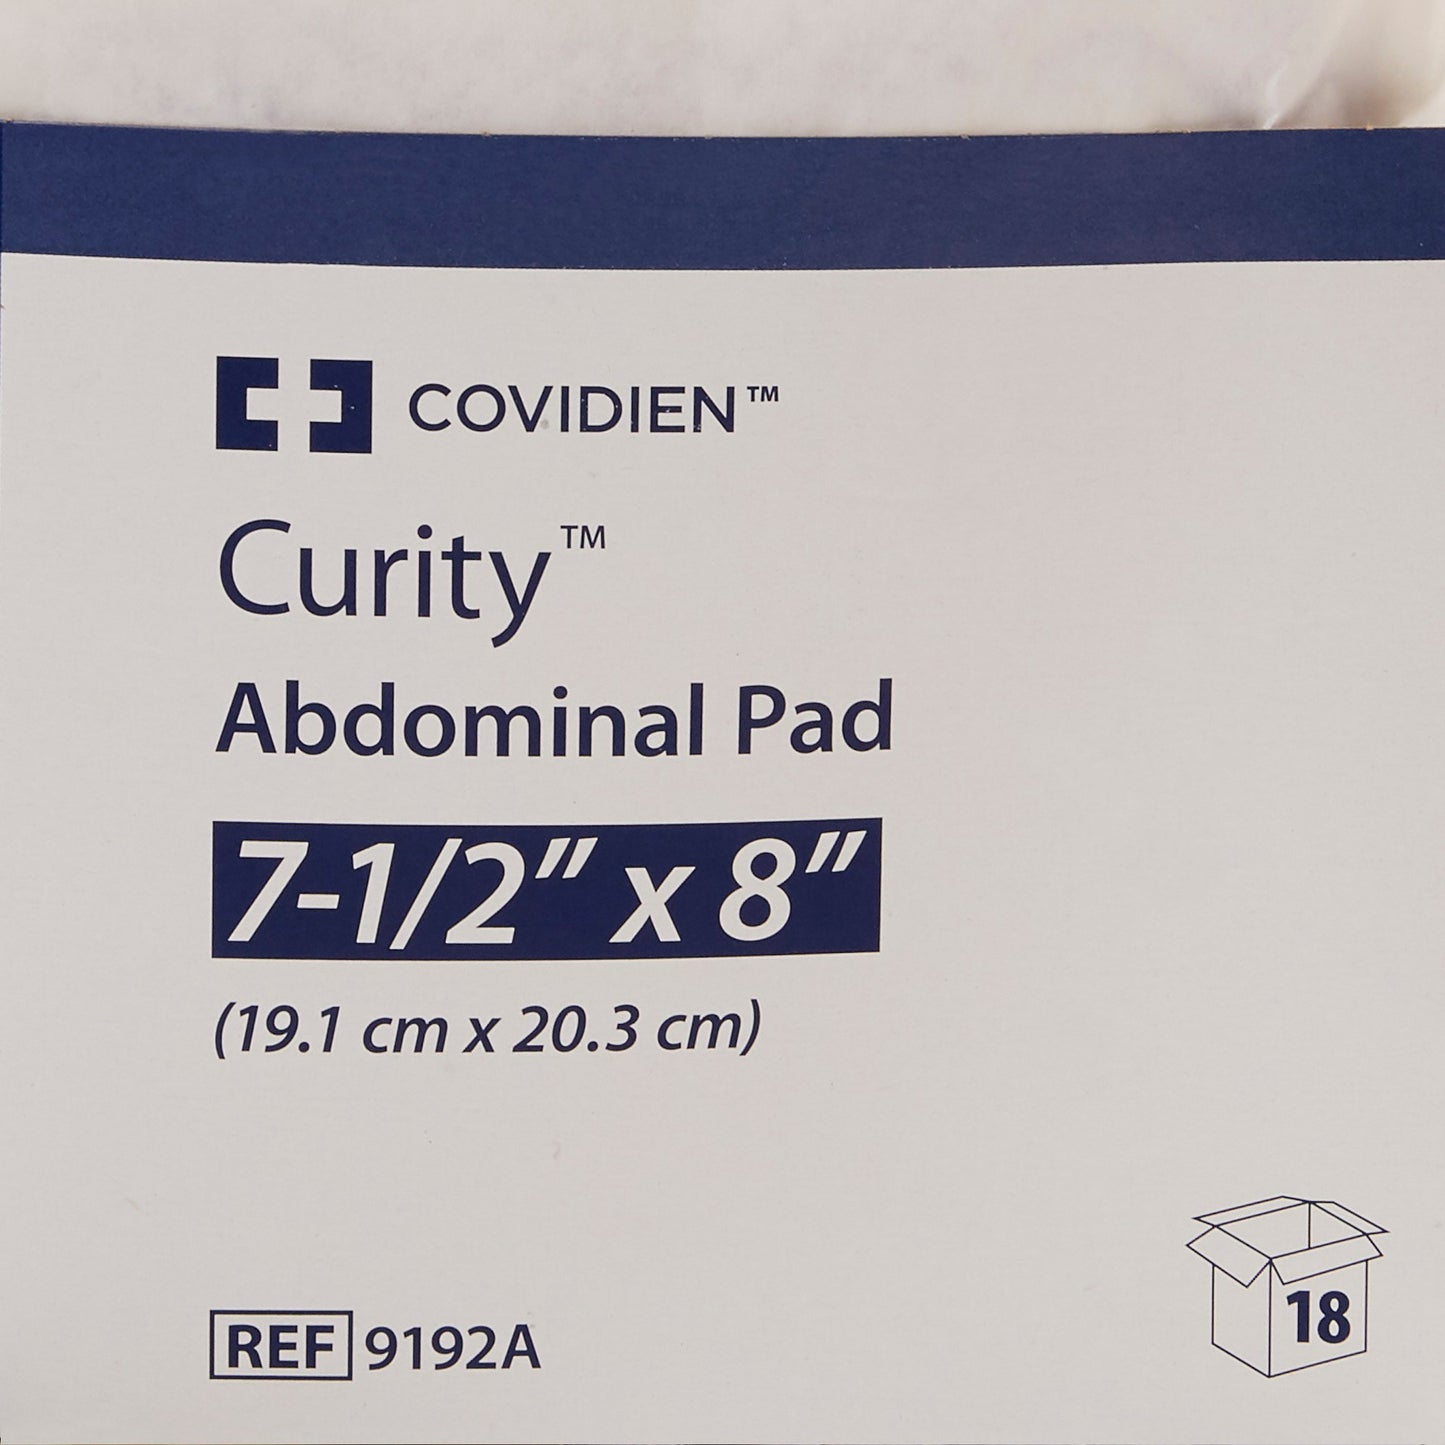 COVIDIEN™
Curity™
Abdominal Pad
7-1/2” x 8”
(19.1 cm x 20.3 cm)
REF 9192A
18